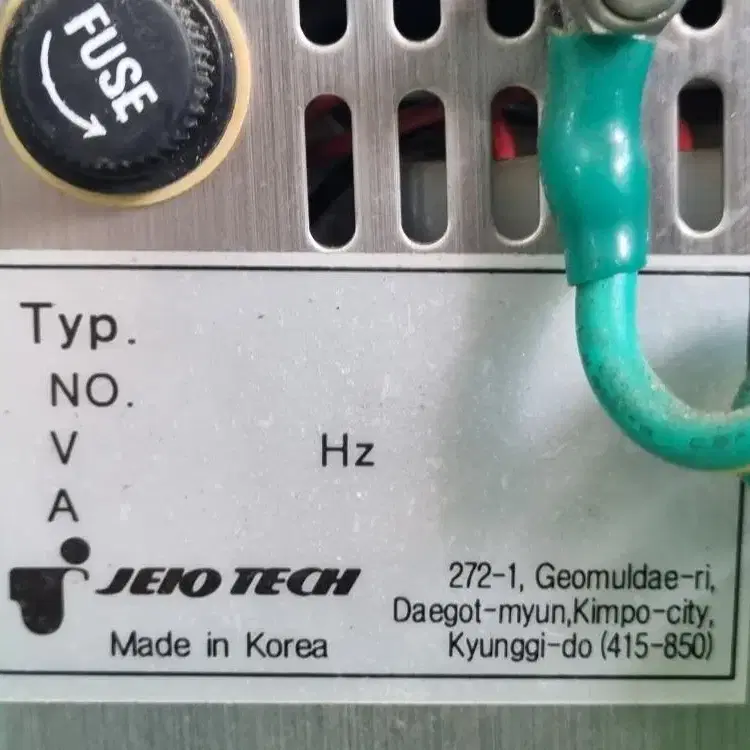 FUSE
Typ.
NO.
V Hz
A
JEIO TECH
Made in Korea
272-1, Geomuldae-ri,
Daegot-myun,Kimpo-city,
Kyunggi-do (415-850)